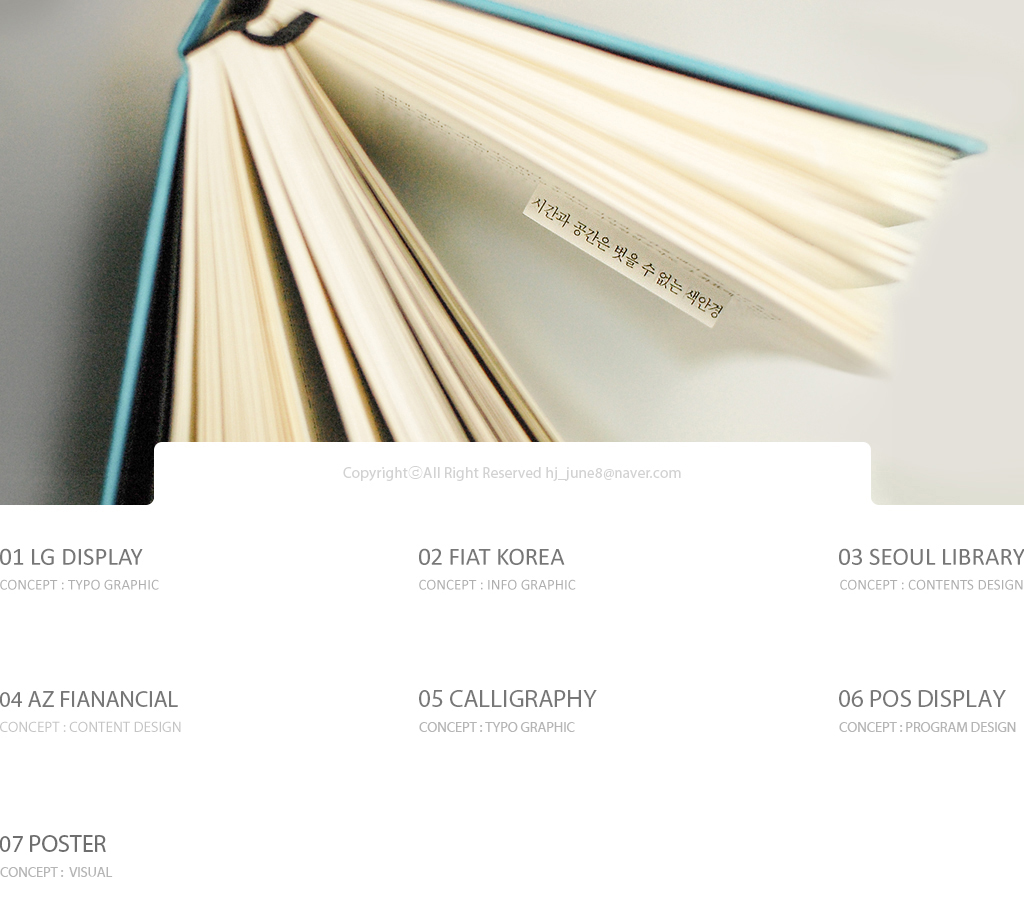 시간과 공간은 벗을 수 없는 색안경
Copyrightⓒ All Right Reserved hj_june8@naver.com
01 LG DISPLAY
CONCEPT : TYPO GRAPHIC
02 FIAT KOREA
CONCEPT : INFO GRAPHIC
03 SEOUL LIBRARY
CONCEPT : CONTENTS DESIGN
04 AZ FIANANCIAL
CONCEPT : CONTENT DESIGN
05 CALLIGRAPHY
CONCEPT : TYPO GRAPHIC
06 POS DISPLAY
CONCEPT : PROGRAM DESIGN
07 POSTER
CONCEPT : VISUAL